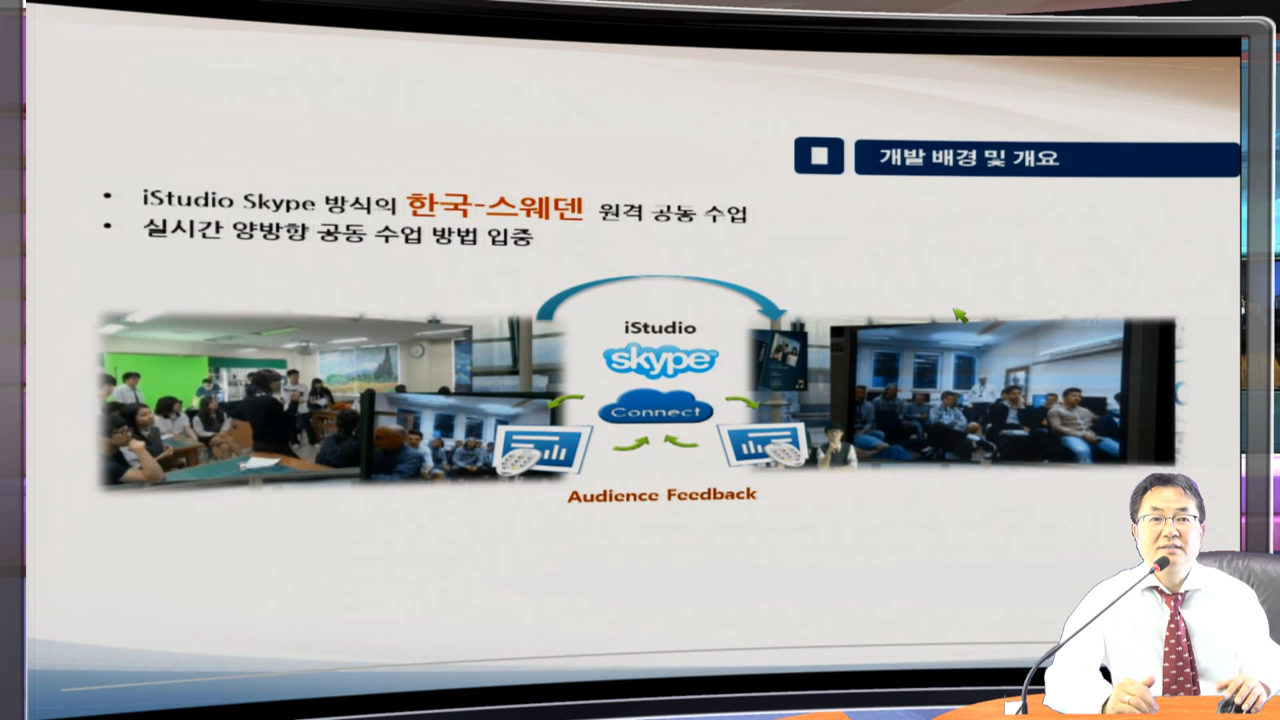 개발 배경 및 개요
• iStudio Skype 방식의 한국-스웨덴 원격 공동 수업
• 실시간 양방향 공동 수업 방법 입증
iStudio
skype
Connect
Audience Feedback